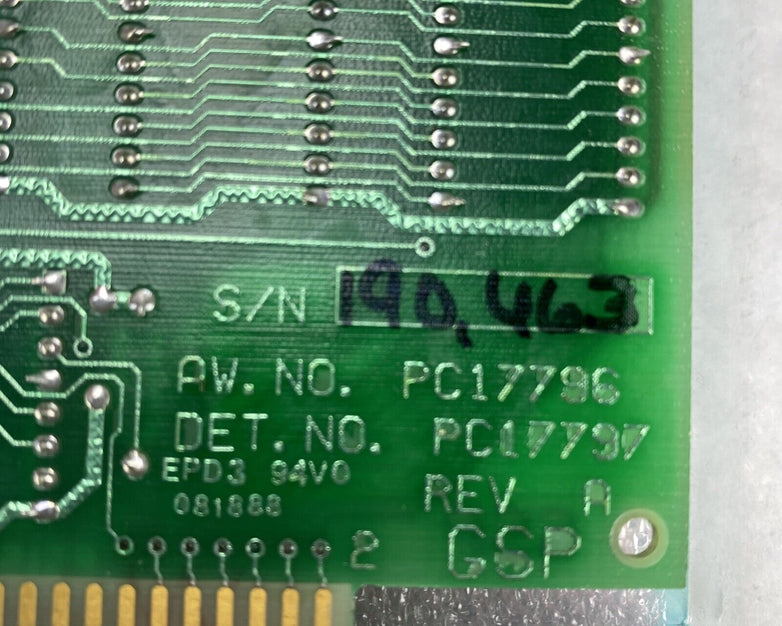 S/N 190,463
AW. NO. PC17796
DET. NO. PC17797
EPD3 94V0
081888
REV A
2 GSP